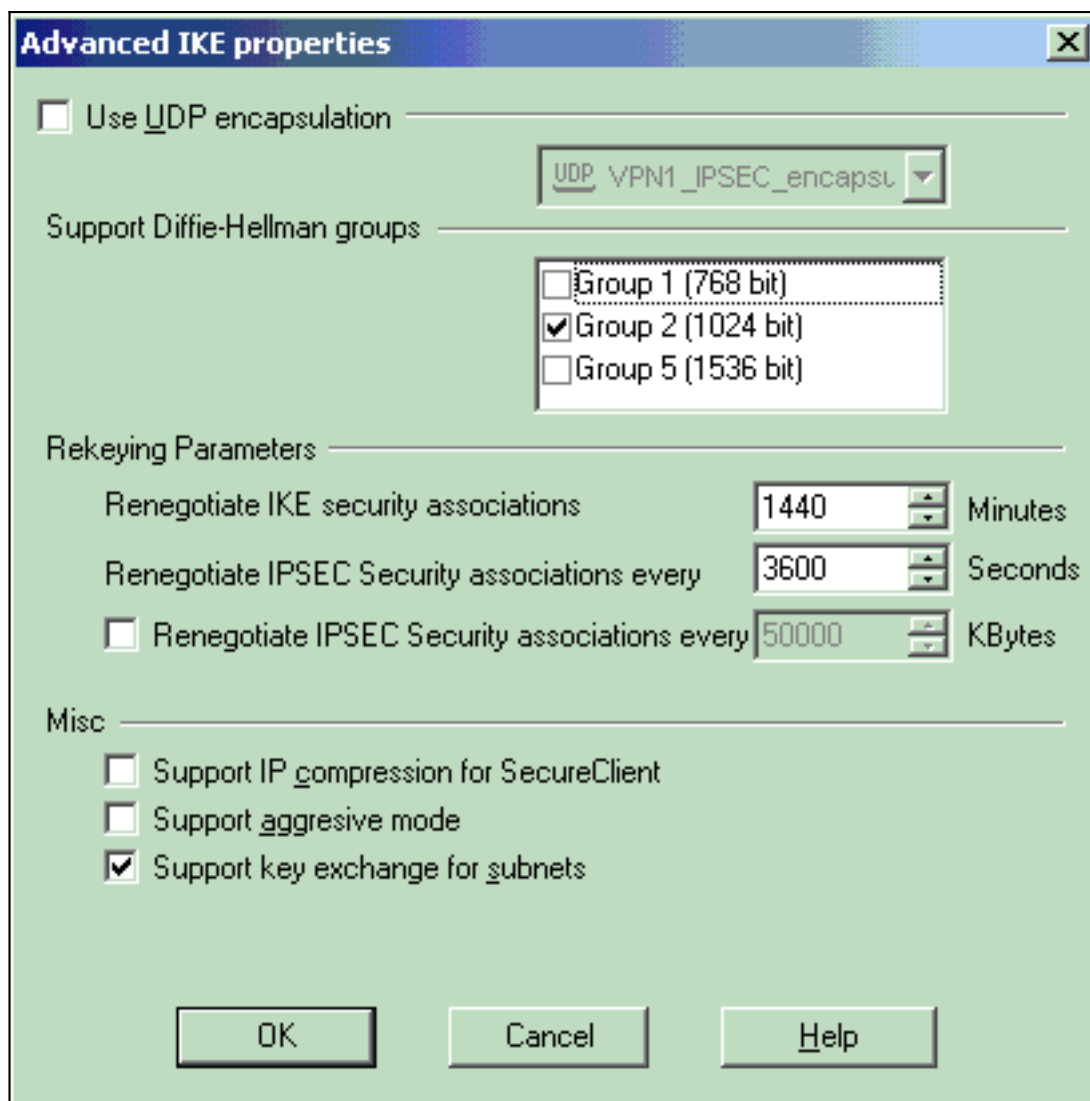 Advanced IKE properties
Use UDP encapsulation
UDP VPN1_IPSEC_encapsu
Support Diffie-Hellman groups
Group 1 (768 bit)
Group 2 (1024 bit)
Group 5 (1536 bit)
Rekeying Parameters
Renegotiate IKE security associations 1440 Minutes
Renegotiate IPSEC Security associations every 3600 Seconds
Renegotiate IPSEC Security associations every 50000 KBytes
Misc
Support IP compression for SecureClient
Support aggresive mode
Support key exchange for subnets
OK Cancel Help